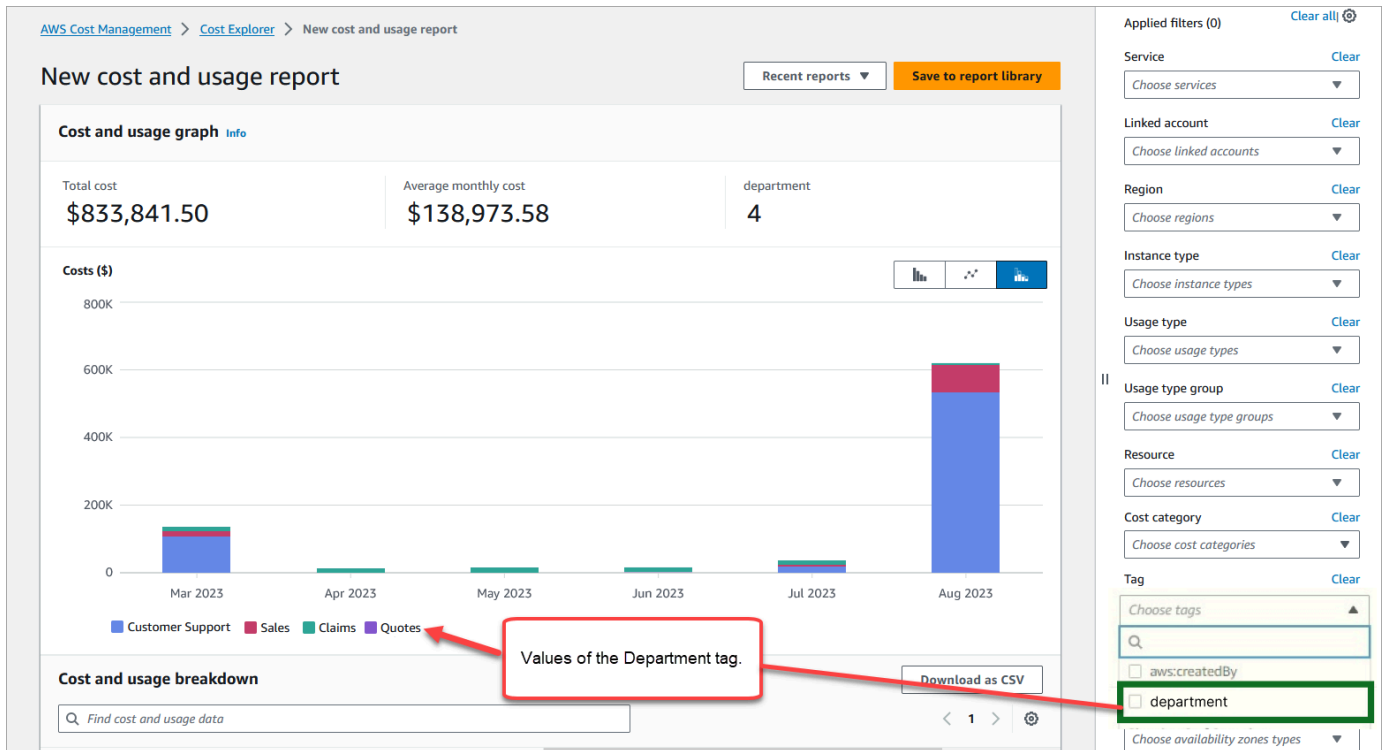 AWS Cost Management > Cost Explorer > New cost and usage report
New cost and usage report
Recent reports
Save to report library
Cost and usage graph Info
Total cost
$833,841.50
Average monthly cost
$138,973.58
department
4
Costs ($)
800K
600K
400K
200K
0
Mar 2023 Apr 2023 May 2023 Jun 2023 Jul 2023 Aug 2023
Customer Support Sales Claims Quotes
Values of the Department tag.
Cost and usage breakdown
Download as CSV
Find cost and usage data
< 1 >
Applied filters (0) Clear all|
Service Clear
Choose services
Linked account Clear
Choose linked accounts
Region Clear
Choose regions
Instance type Clear
Choose instance types
Usage type Clear
Choose usage types
Usage type group Clear
Choose usage type groups
Resource Clear
Choose resources
Cost category Clear
Choose cost categories
Tag Clear
Choose tags
aws:createdBy
department
Choose availability zones types